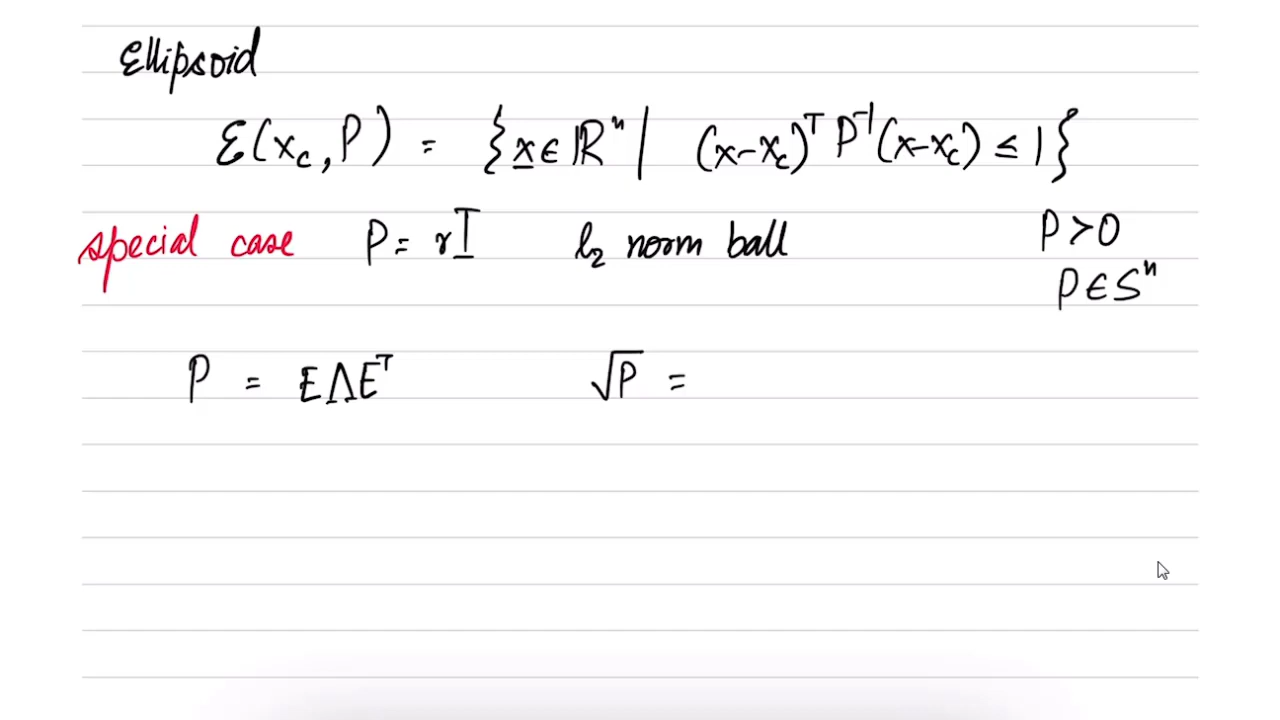 Ellipsoid
ℰ(x_c, P) = {x ∈ ℝⁿ | (x-x_c)ᵀ P⁻¹ (x-x_c) ≤ 1}
special case P = rI l₂ norm ball P > 0
P ∈ Sⁿ
P = EΛEᵀ √P =